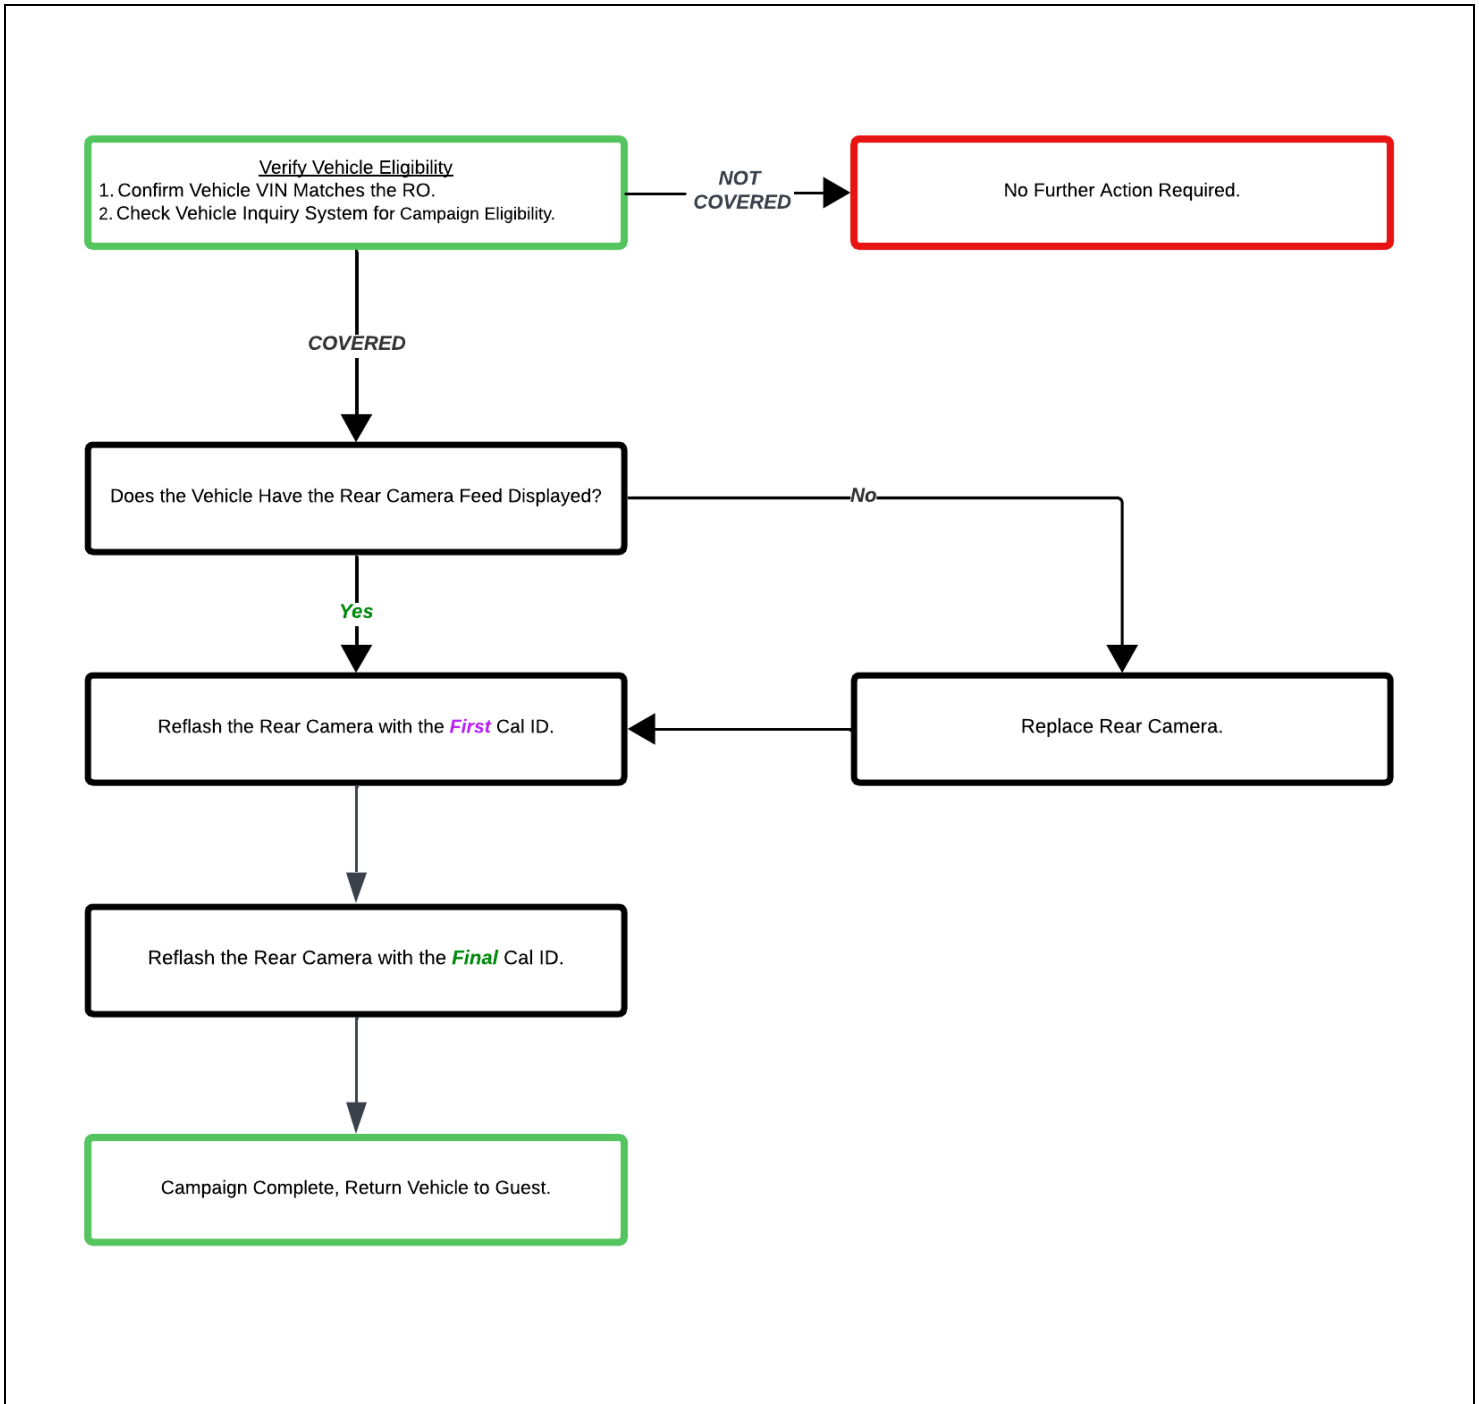 Verify Vehicle Eligibility
1. Confirm Vehicle VIN Matches the RO.
2. Check Vehicle Inquiry System for Campaign Eligibility.
NOT
COVERED
No Further Action Required.
COVERED
Does the Vehicle Have the Rear Camera Feed Displayed?
No
Yes
Reflash the Rear Camera with the First Cal ID.
Replace Rear Camera.
Reflash the Rear Camera with the Final Cal ID.
Campaign Complete, Return Vehicle to Guest.